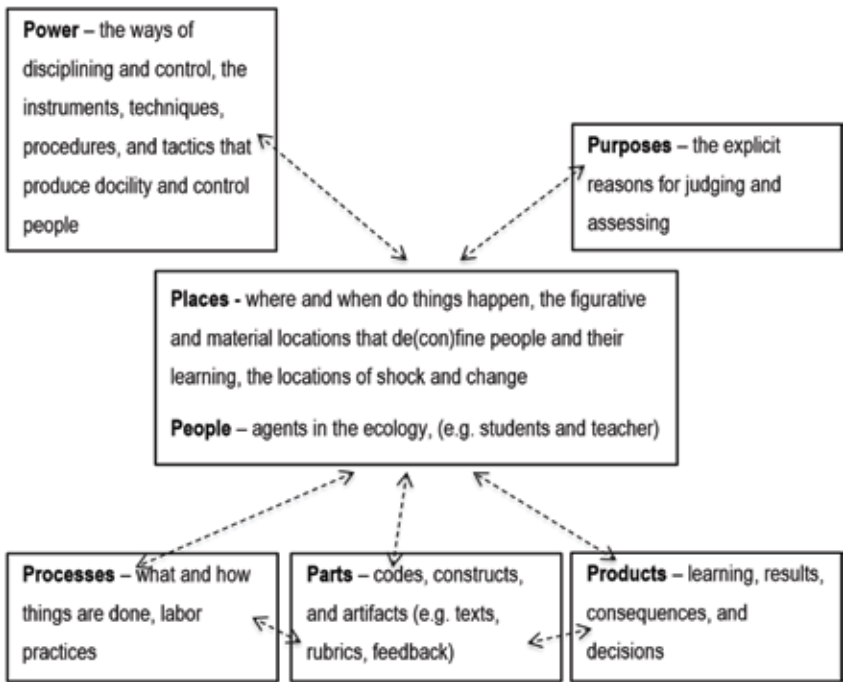 Power – the ways of
disciplining and control, the
instruments, techniques,
procedures, and tactics that
produce docility and control
people
Purposes – the explicit
reasons for judging and
assessing
Places - where and when do things happen, the figurative
and material locations that de(con)fine people and their
learning, the locations of shock and change
People – agents in the ecology, (e.g. students and teacher)
Processes – what and how
things are done, labor
practices
Parts – codes, constructs,
and artifacts (e.g. texts,
rubrics, feedback)
Products – learning, results,
consequences, and
decisions